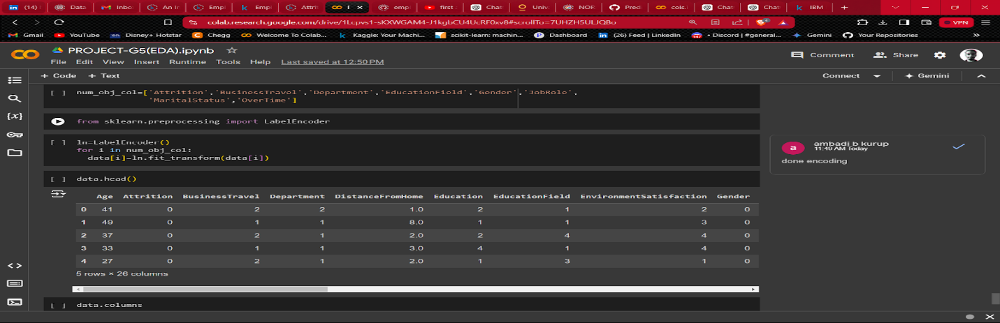 (14) Data Inbo An Ir Empl Empl Attri emp first Chat Univ NOR Pred cols. Chat Chat IBM
colab.research.google.com/drive/1Lcpvs1-sKXWGAM4-J1kgbCU4UcRF0xv8#scrollTo=7UHZH5ULJQBo VPN
Gmail YouTube Disney+ Hotstar Chegg Welcome To Colab... Kaggle: Your Machi... scikit-learn: machin... Dashboard (26) Feed | LinkedIn • Discord | #general... Gemini Your Repositories »
PROJECT-G5(EDA).ipynb
File Edit View Insert Runtime Tools Help Last saved at 12:50 PM
Comment Share
+ Code + Text Connect Gemini
[ ] num_obj_col=['Attrition','BusinessTravel','Department','EducationField','Gender','JobRole',
'MaritalStatus','OverTime']
from sklearn.preprocessing import LabelEncoder
[ ] ln=LabelEncoder()
for i in num_obj_col:
data[i]=ln.fit_transform(data[i])
a ambadi b kurup
11:49 AM Today
done encoding
[ ] data.head()
Age Attrition BusinessTravel Department DistanceFromHome Education EducationField EnvironmentSatisfaction Gender
0 41 0 2 2 1.0 2 1 2 0
1 49 0 1 1 8.0 1 1 3 0
2 37 0 2 1 2.0 2 4 4 0
3 33 0 1 1 3.0 4 1 4 0
4 27 0 2 1 2.0 1 3 1 0
5 rows × 26 columns
[ ] data.columns